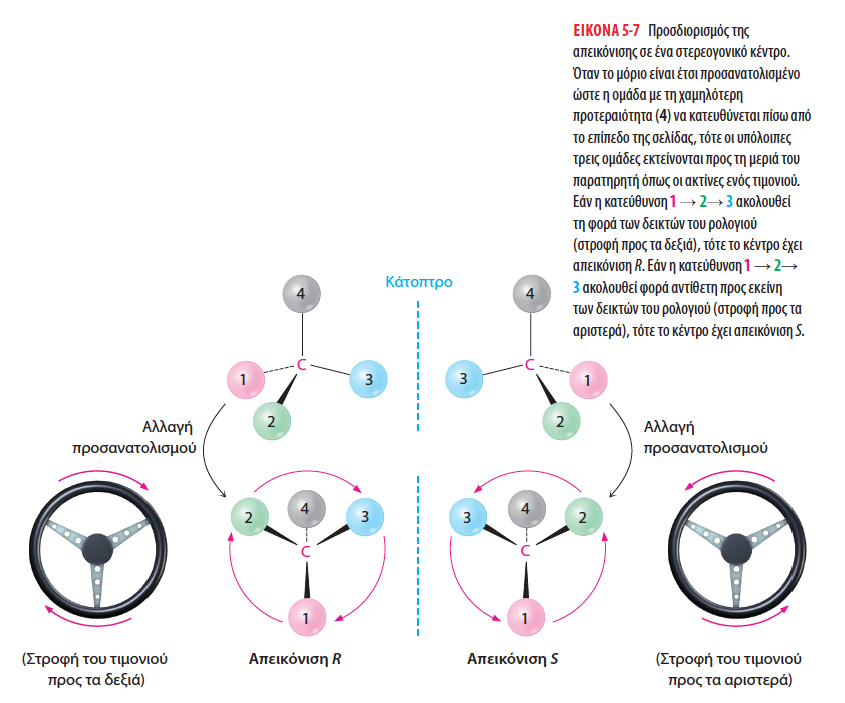 ΕΙΚΟΝΑ 5-7 Προσδιορισμός της
απεικόνισης σε ένα στερεογονικό κέντρο.
Όταν το μόριο είναι έτσι προσανατολισμένο
ώστε η ομάδα με τη χαμηλότερη
προτεραιότητα (4) να κατευθύνεται πίσω από
το επίπεδο της σελίδας, τότε οι υπόλοιπες
τρεις ομάδες εκτείνονται προς τη μεριά του
παρατηρητή όπως οι ακτίνες ενός τιμονιού.
Εάν η κατεύθυνση 1 → 2→ 3 ακολουθεί
τη φορά των δεικτών του ρολογιού
(στροφή προς τα δεξιά), τότε το κέντρο έχει
απεικόνιση R. Εάν η κατεύθυνση 1 → 2→
3 ακολουθεί φορά αντίθετη προς εκείνη
των δεικτών του ρολογιού (στροφή προς τα
αριστερά), τότε το κέντρο έχει απεικόνιση S.
Κάτοπτρο
4
C
1
3
2
4
C
3
1
2
Αλλαγή
προσανατολισμού
Αλλαγή
προσανατολισμού
2
4
3
C
1
3
4
2
C
1
(Στροφή του τιμονιού
προς τα δεξιά)
Απεικόνιση R
Απεικόνιση S
(Στροφή του τιμονιού
προς τα αριστερά)